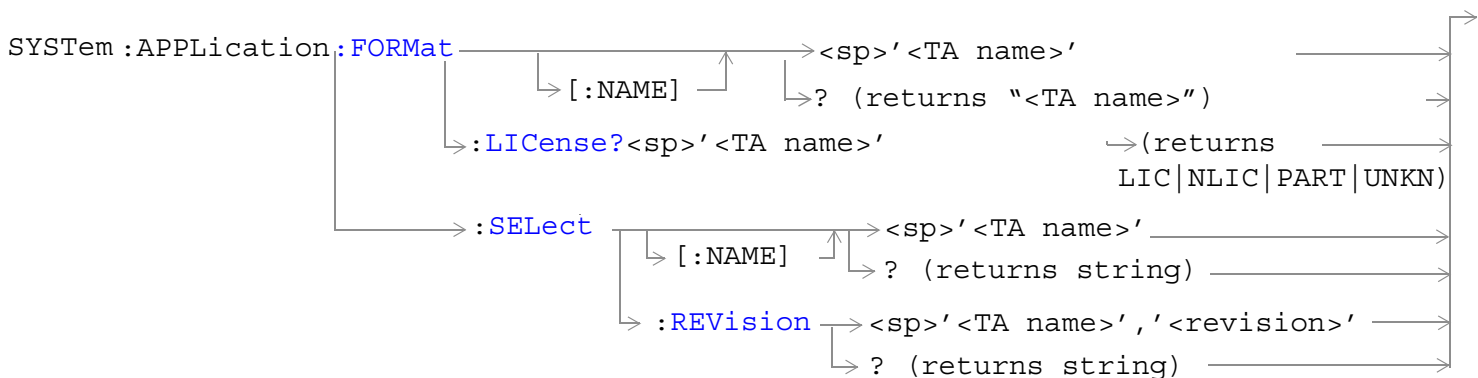 SYSTem:APPLication:FORMat <sp>’<TA name>’
[:NAME] ? (returns “<TA name>”)
:LICense?<sp>’<TA name>’ (returns
LIC|NLIC|PART|UNKN)
:SELect <sp>’<TA name>’
[:NAME] ? (returns string)
:REVision <sp>’<TA name>’,’<revision>’
? (returns string)